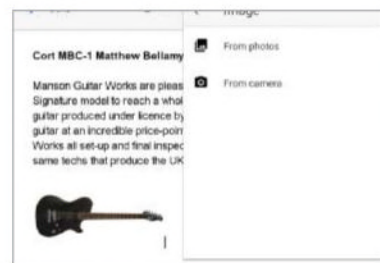 Image
Cort MBC-1 Matthew Bellamy
From photos
From camera
Manson Guitar Works are pleas
Signature model to reach a whol
guitar produced under licence by
guitar at an incredible price-poin
Works all set-up and final inspec
same techs that produce the UK